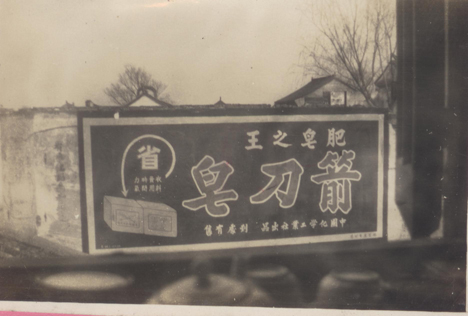 王之皂肥
省
皂刀箭
售有處到 品出社業工學化國中